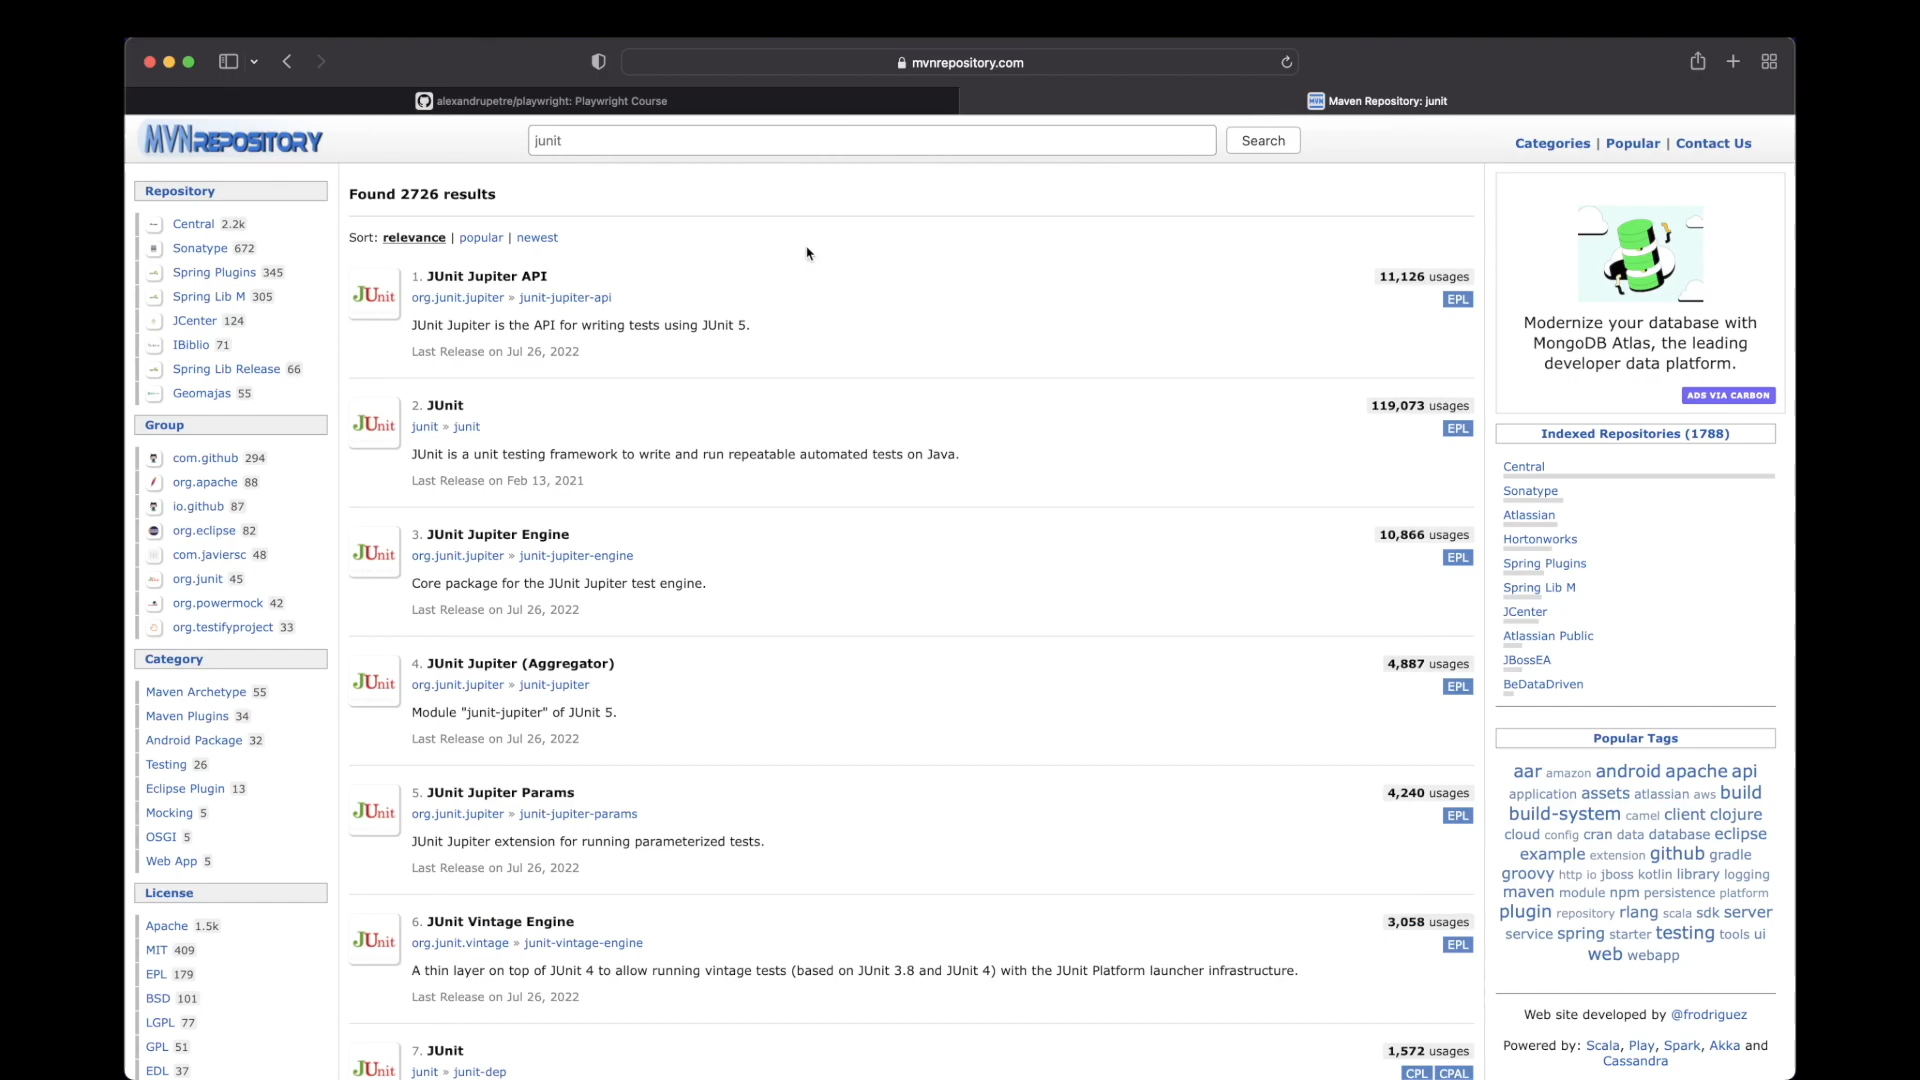 mvnrepository.com
alexandrupetre/playwright: Playwright Course
MVN Maven Repository: junit
MVNREPOSITORY
junit
Search
Categories | Popular | Contact Us
Repository
Central 2.2k
Sonatype 672
Spring Plugins 345
Spring Lib M 305
JCenter 124
IBiblio 71
Spring Lib Release 66
Geomajas 55
Group
com.github 294
org.apache 88
io.github 87
org.eclipse 82
com.javiersc 48
org.junit 45
org.powermock 42
org.testifyproject 33
Category
Maven Archetype 55
Maven Plugins 34
Android Package 32
Testing 26
Eclipse Plugin 13
Mocking 5
OSGI 5
Web App 5
License
Apache 1.5k
MIT 409
EPL 179
BSD 101
LGPL 77
GPL 51
EDL 37
Found 2726 results
Sort: relevance | popular | newest
JUnit
1. JUnit Jupiter API
11,126 usages
org.junit.jupiter » junit-jupiter-api
EPL
JUnit Jupiter is the API for writing tests using JUnit 5.
Last Release on Jul 26, 2022
JUnit
2. JUnit
119,073 usages
junit » junit
EPL
JUnit is a unit testing framework to write and run repeatable automated tests on Java.
Last Release on Feb 13, 2021
JUnit
3. JUnit Jupiter Engine
10,866 usages
org.junit.jupiter » junit-jupiter-engine
EPL
Core package for the JUnit Jupiter test engine.
Last Release on Jul 26, 2022
JUnit
4. JUnit Jupiter (Aggregator)
4,887 usages
org.junit.jupiter » junit-jupiter
EPL
Module "junit-jupiter" of JUnit 5.
Last Release on Jul 26, 2022
JUnit
5. JUnit Jupiter Params
4,240 usages
org.junit.jupiter » junit-jupiter-params
EPL
JUnit Jupiter extension for running parameterized tests.
Last Release on Jul 26, 2022
JUnit
6. JUnit Vintage Engine
3,058 usages
org.junit.vintage » junit-vintage-engine
EPL
A thin layer on top of JUnit 4 to allow running vintage tests (based on JUnit 3.8 and JUnit 4) with the JUnit Platform launcher infrastructure.
Last Release on Jul 26, 2022
JUnit
7. JUnit
1,572 usages
junit » junit-dep
CPL CPAL
Modernize your database with
MongoDB Atlas, the leading
developer data platform.
ADS VIA CARBON
Indexed Repositories (1788)
Central
Sonatype
Atlassian
Hortonworks
Spring Plugins
Spring Lib M
JCenter
Atlassian Public
JBossEA
BeDataDriven
Popular Tags
aar amazon android apache api
application assets atlassian aws build
build-system camel client clojure
cloud config cran data database eclipse
example extension github gradle
groovy http io jboss kotlin library logging
maven module npm persistence platform
plugin repository rlang scala sdk server
service spring starter testing tools ui
web webapp
Web site developed by @frodriguez
Powered by: Scala, Play, Spark, Akka and
Cassandra